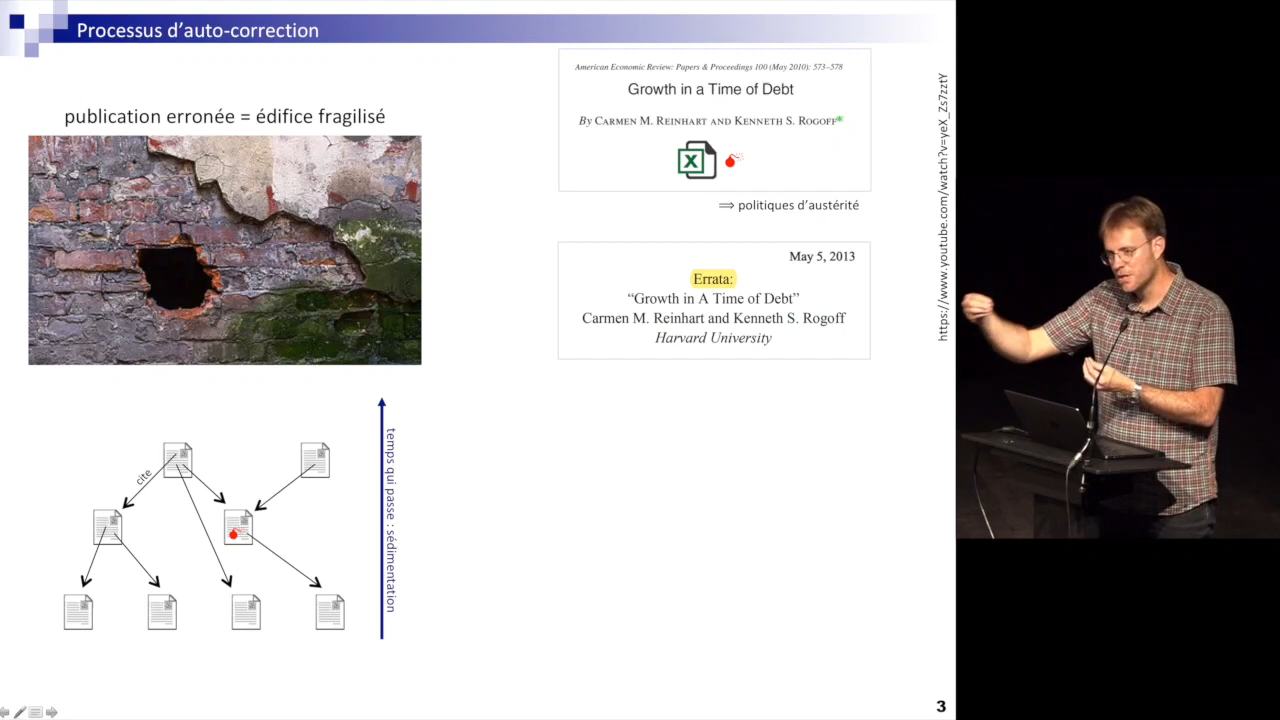 Processus d'auto-correction
publication erronée = édifice fragilisé
American Economic Review: Papers & Proceedings 100 (May 2010): 573–578
Growth in a Time of Debt
By CARMEN M. REINHART AND KENNETH S. ROGOFF*
X
⟹ politiques d'austérité
May 5, 2013
Errata:
“Growth in A Time of Debt”
Carmen M. Reinhart and Kenneth S. Rogoff
Harvard University
cite
temps qui passe : sédimentation
https://www.youtube.com/watch?v=yeX_Zs7zztY
3